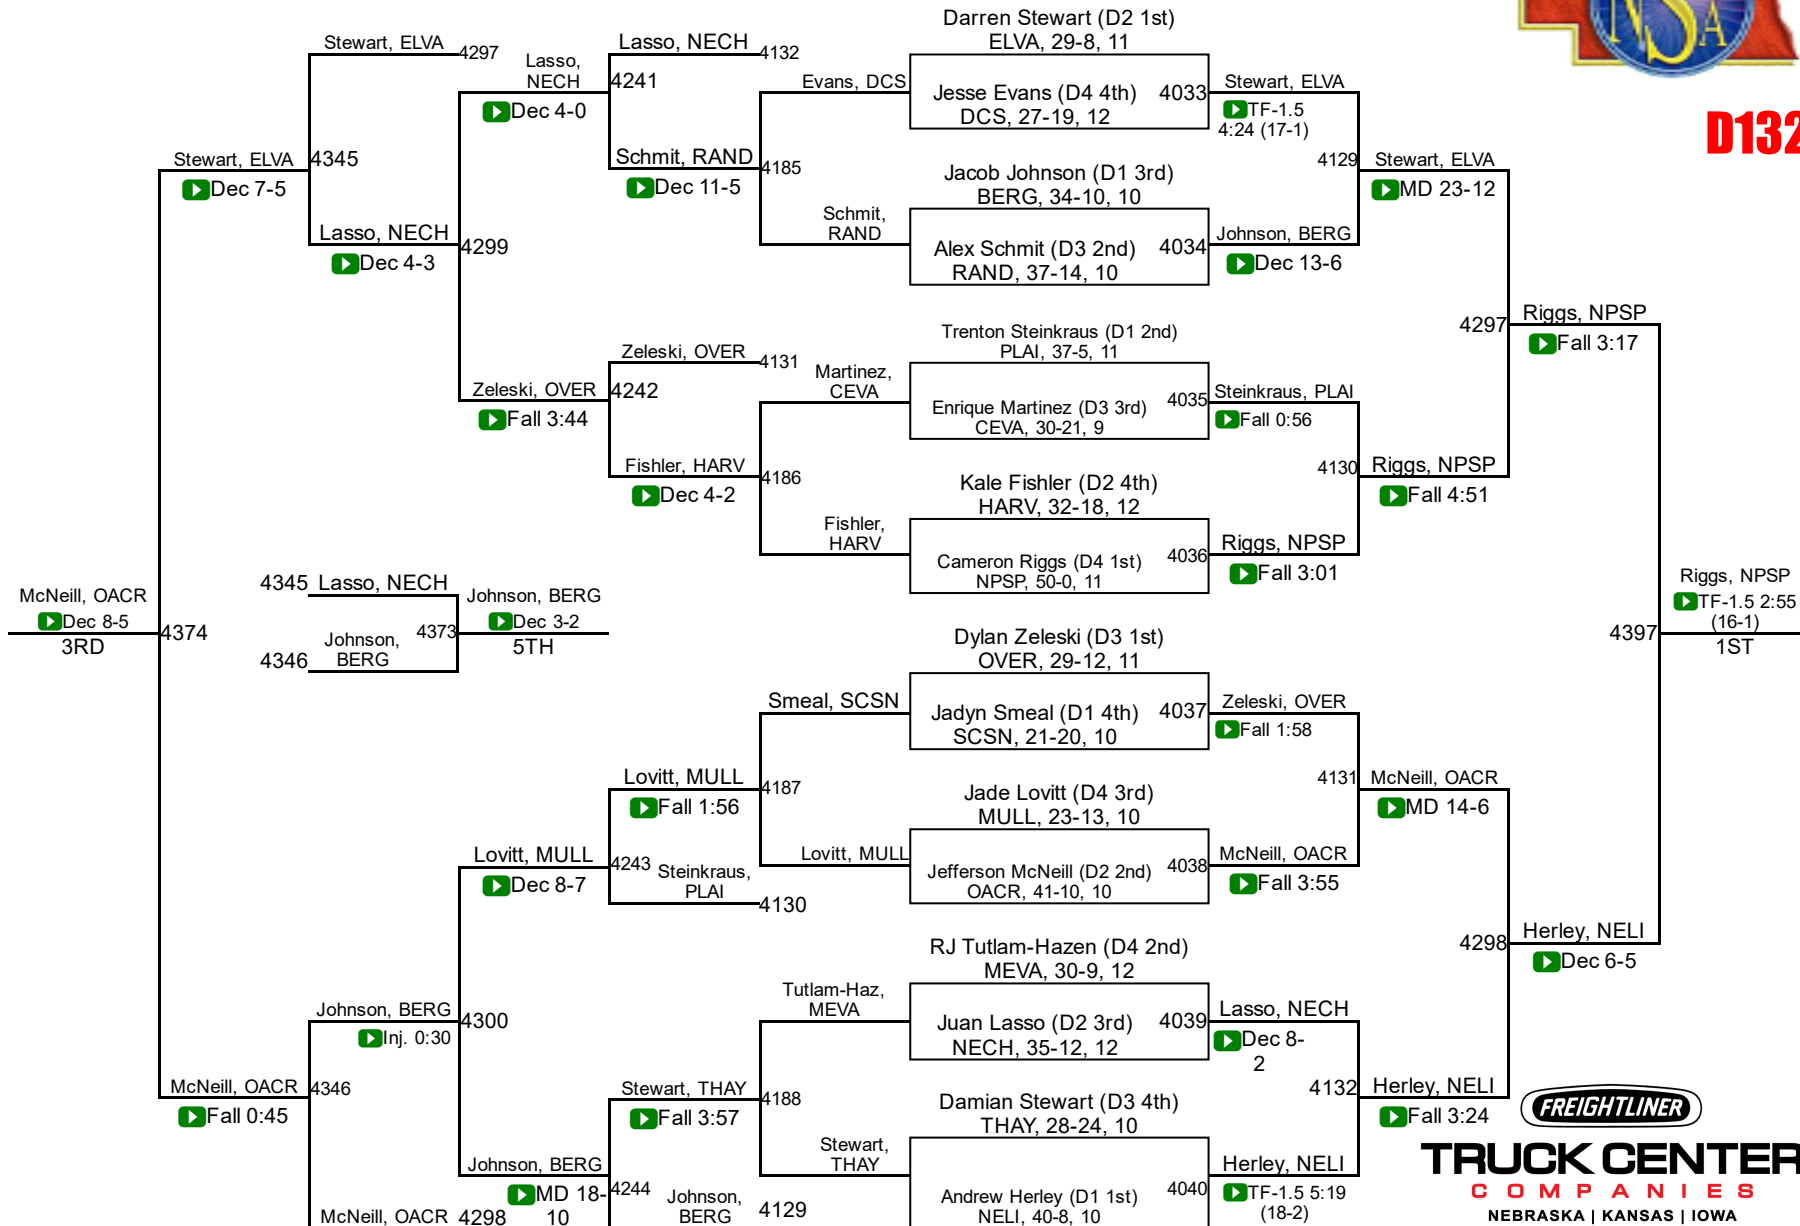 NSA
D132
Stewart, ELVA
4297
Lasso,
NECH
Dec 4-0
Lasso, NECH
4132
4241
Schmit, RAND
4185
Dec 11-5
Evans, DCS
Schmit,
RAND
Darren Stewart (D2 1st)
ELVA, 29-8, 11
Jesse Evans (D4 4th)
DCS, 27-19, 12
4033
Stewart, ELVA
TF-1.5
4:24 (17-1)
Jacob Johnson (D1 3rd)
BERG, 34-10, 10
Alex Schmit (D3 2nd)
RAND, 37-14, 10
4034
Johnson, BERG
Dec 13-6
4129
Stewart, ELVA
MD 23-12
Stewart, ELVA
4345
Dec 7-5
Lasso, NECH
4299
Dec 4-3
Zeleski, OVER
4131
Zeleski, OVER
4242
Fall 3:44
Fishler, HARV
4186
Dec 4-2
Martinez,
CEVA
Fishler,
HARV
Trenton Steinkraus (D1 2nd)
PLAI, 37-5, 11
Enrique Martinez (D3 3rd)
CEVA, 30-21, 9
4035
Steinkraus, PLAI
Fall 0:56
Kale Fishler (D2 4th)
HARV, 32-18, 12
Cameron Riggs (D4 1st)
NPSP, 50-0, 11
4036
Riggs, NPSP
Fall 3:01
4130
Riggs, NPSP
Fall 4:51
4297
Riggs, NPSP
Fall 3:17
McNeill, OACR
Dec 8-5
3RD
4374
4345
Lasso, NECH
4346
Johnson,
BERG
4373
Johnson, BERG
Dec 3-2
5TH
4397
Riggs, NPSP
TF-1.5 2:55
(16-1)
1ST
Dylan Zeleski (D3 1st)
OVER, 29-12, 11
Smeal, SCSN
Jadyn Smeal (D1 4th)
SCSN, 21-20, 10
4037
Zeleski, OVER
Fall 1:58
Lovitt, MULL
4187
Fall 1:56
Jade Lovitt (D4 3rd)
MULL, 23-13, 10
Lovitt, MULL
Jefferson McNeill (D2 2nd)
OACR, 41-10, 10
4038
McNeill, OACR
Fall 3:55
4131
McNeill, OACR
MD 14-6
Lovitt, MULL
4243
Dec 8-7
Steinkraus,
PLAI
4130
4298
Herley, NELI
Dec 6-5
RJ Tutlam-Hazen (D4 2nd)
MEVA, 30-9, 12
Tutlam-Haz,
MEVA
Juan Lasso (D2 3rd)
NECH, 35-12, 12
4039
Lasso, NECH
Dec 8-
2
Johnson, BERG
4300
Inj. 0:30
McNeill, OACR
4346
Fall 0:45
Stewart, THAY
4188
Fall 3:57
Damian Stewart (D3 4th)
THAY, 28-24, 10
Stewart,
THAY
Andrew Herley (D1 1st)
NELI, 40-8, 10
4040
Herley, NELI
TF-1.5 5:19
(18-2)
4132
Herley, NELI
Fall 3:24
Johnson, BERG
4244
MD 18-
10
Johnson,
BERG
4129
McNeill, OACR
4298
FREIGHTLINER
TRUCK CENTER
COMPANIES
NEBRASKA | KANSAS | IOWA